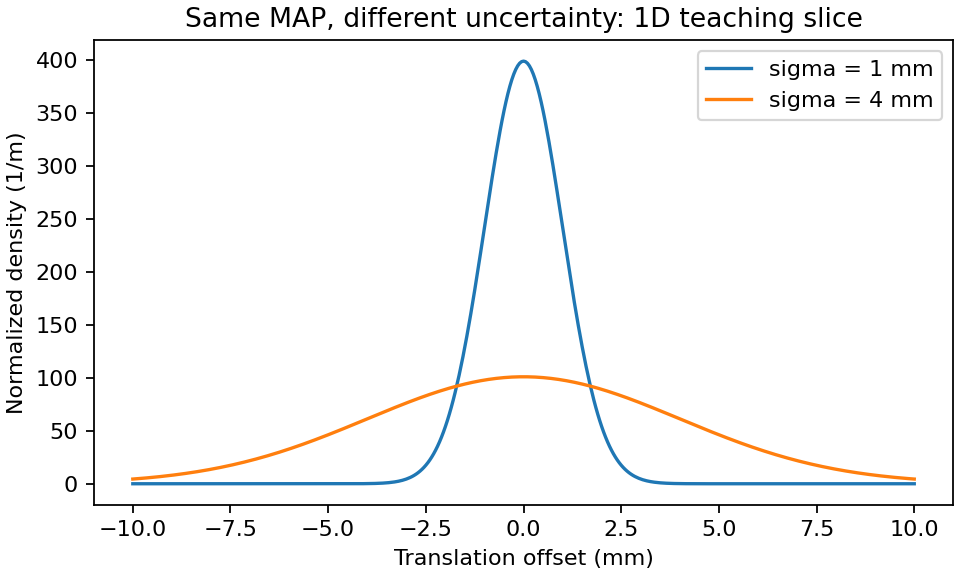 Same MAP, different uncertainty: 1D teaching slice
sigma = 1 mm
sigma = 4 mm
Normalized density (1/m)
400
350
300
250
200
150
100
50
0
−10.0 −7.5 −5.0 −2.5 0.0 2.5 5.0 7.5 10.0
Translation offset (mm)